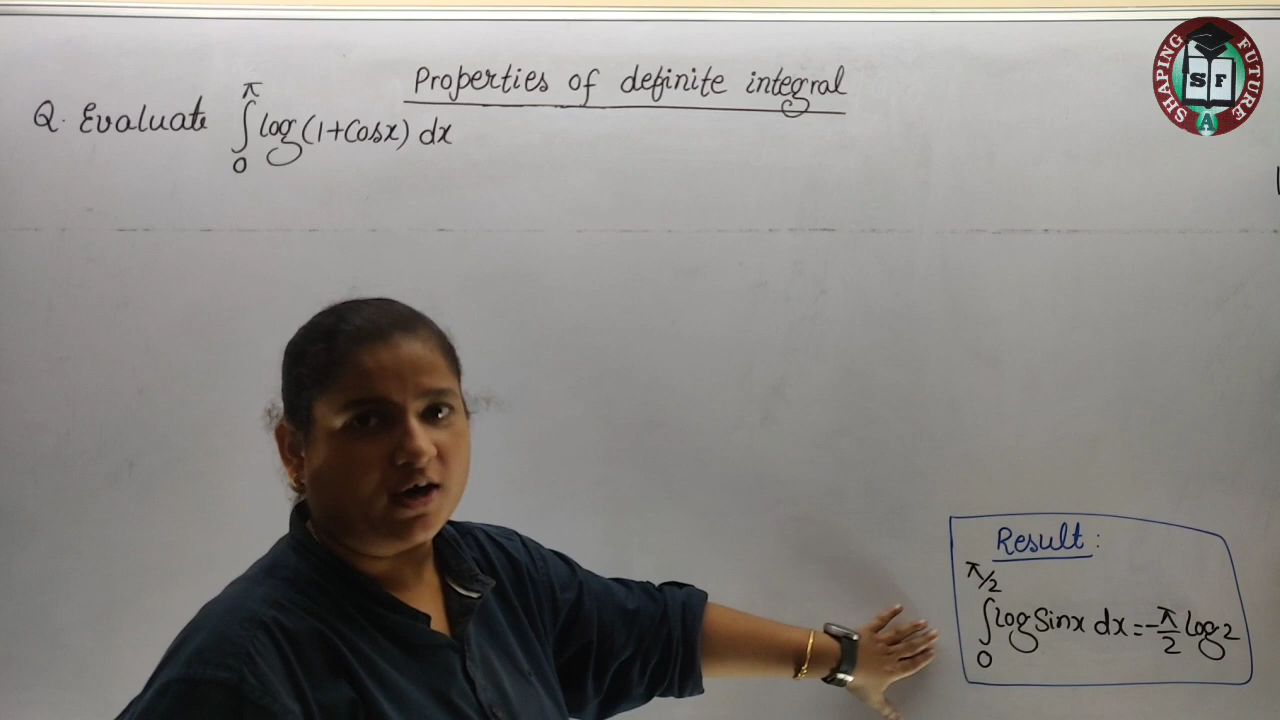 Properties of definite integral
Q. Evaluate ∫₀^π log(1+Cosx) dx
SHAPING FUTURE
SF
A
Result:
∫₀^π/2 log Sinx dx = -π/2 log 2